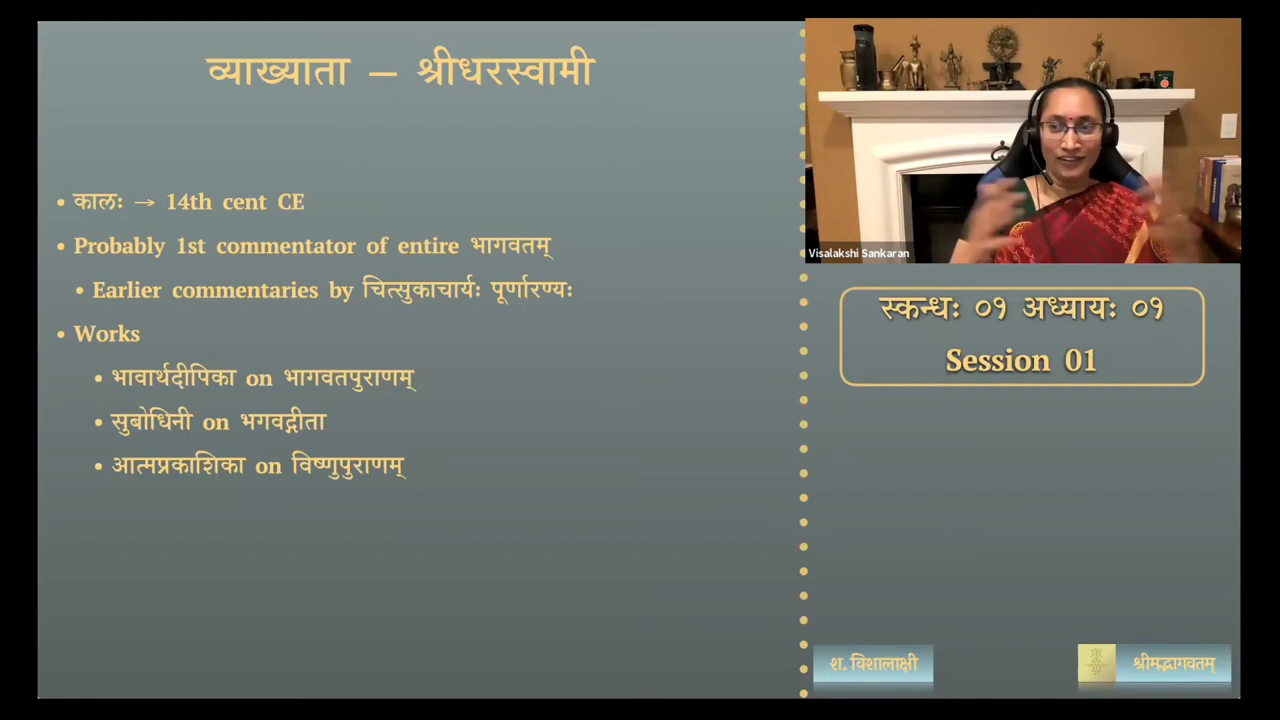 व्याख्याता – श्रीधरस्वामी
• कालः → 14th cent CE
• Probably 1st commentator of entire भागवतम्
• Earlier commentaries by चित्सुकाचार्यः पूर्णारण्यः
• Works
• भावार्थदीपिका on भागवतपुराणम्
• सुबोधिनी on भगवद्गीता
• आत्मप्रकाशिका on विष्णुपुराणम्
Visalakshi Sankaran
स्कन्धः ०१ अध्यायः ०१
Session 01
श. विशालाक्षी
श्रीमद्भागवतम्